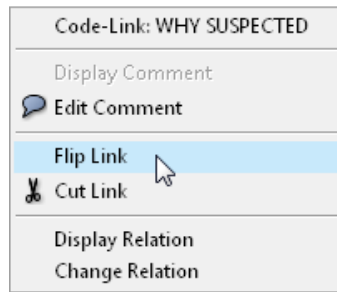 Code-Link: WHY SUSPECTED
Display Comment
Edit Comment
Flip Link
Cut Link
Display Relation
Change Relation